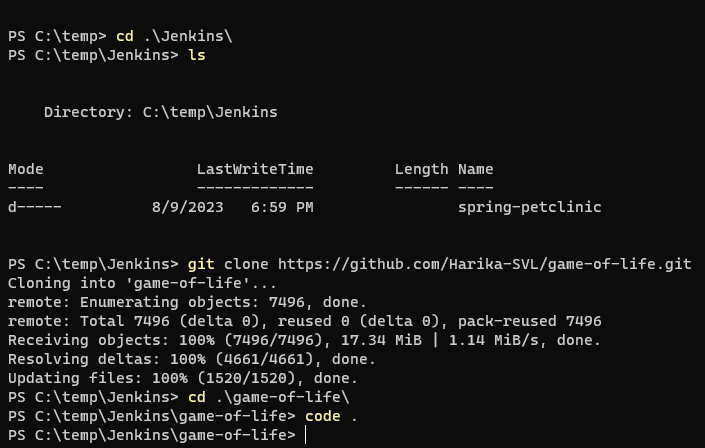 PS C:\temp> cd .\Jenkins\
PS C:\temp\Jenkins> ls
Directory: C:\temp\Jenkins
Mode                 LastWriteTime         Length Name
----                 -------------         ------ ----
d-----          8/9/2023   6:59 PM                spring-petclinic
PS C:\temp\Jenkins> git clone https://github.com/Harika-SVL/game-of-life.git
Cloning into 'game-of-life'...
remote: Enumerating objects: 7496, done.
remote: Total 7496 (delta 0), reused 0 (delta 0), pack-reused 7496
Receiving objects: 100% (7496/7496), 17.34 MiB | 1.14 MiB/s, done.
Resolving deltas: 100% (4661/4661), done.
Updating files: 100% (1520/1520), done.
PS C:\temp\Jenkins> cd .\game-of-life\
PS C:\temp\Jenkins\game-of-life> code .
PS C:\temp\Jenkins\game-of-life>